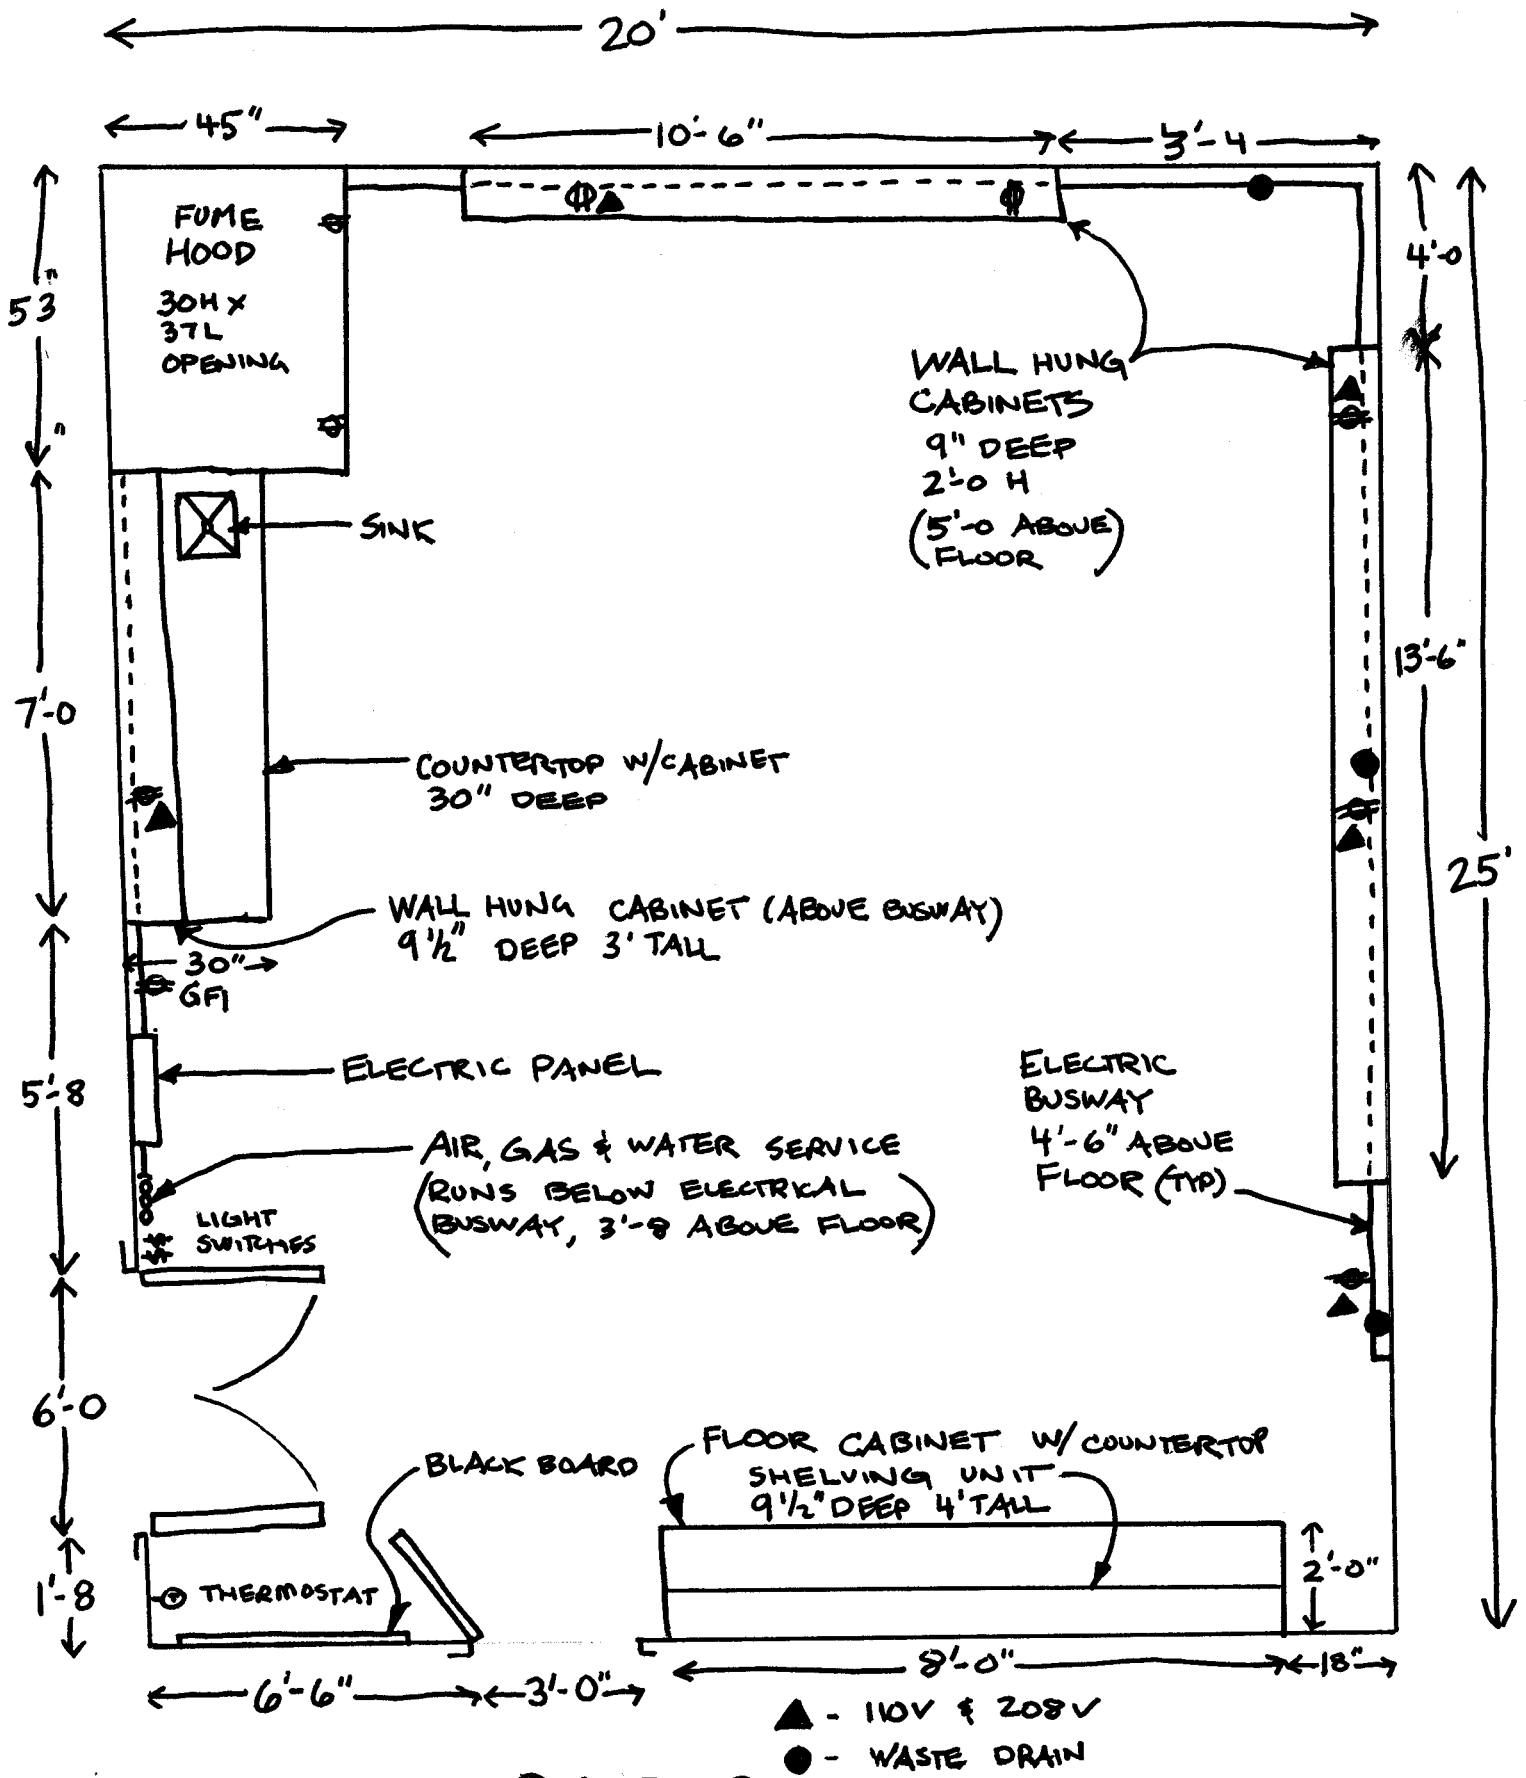 20'
45"
10'-6"
5'-4
FUME
HOOD
30H x
37L
OPENING
53"
4'-0
WALL HUNG
CABINETS
9" DEEP
2'-0 H
(5'-0 ABOVE
FLOOR)
SINK
13'-6"
7'-0
COUNTERTOP W/CABINET
30" DEEP
25'
WALL HUNG CABINET (ABOVE BUSWAY)
9½" DEEP 3' TALL
30"
GFI
ELECTRIC PANEL
5'-8
ELECTRIC
BUSWAY
4'-6" ABOVE
FLOOR (TYP)
AIR, GAS & WATER SERVICE
(RUNS BELOW ELECTRICAL
BUSWAY, 3'-8 ABOVE FLOOR)
LIGHT
SWITCHES
6'-0
BLACK BOARD
FLOOR CABINET W/ COUNTERTOP
SHELVING UNIT
9½" DEEP 4' TALL
2'-0"
1'-8
T THERMOSTAT
6'-6"
3'-0"
8'-0"
18"
▲ - 110V & 208V
● - WASTE DRAIN